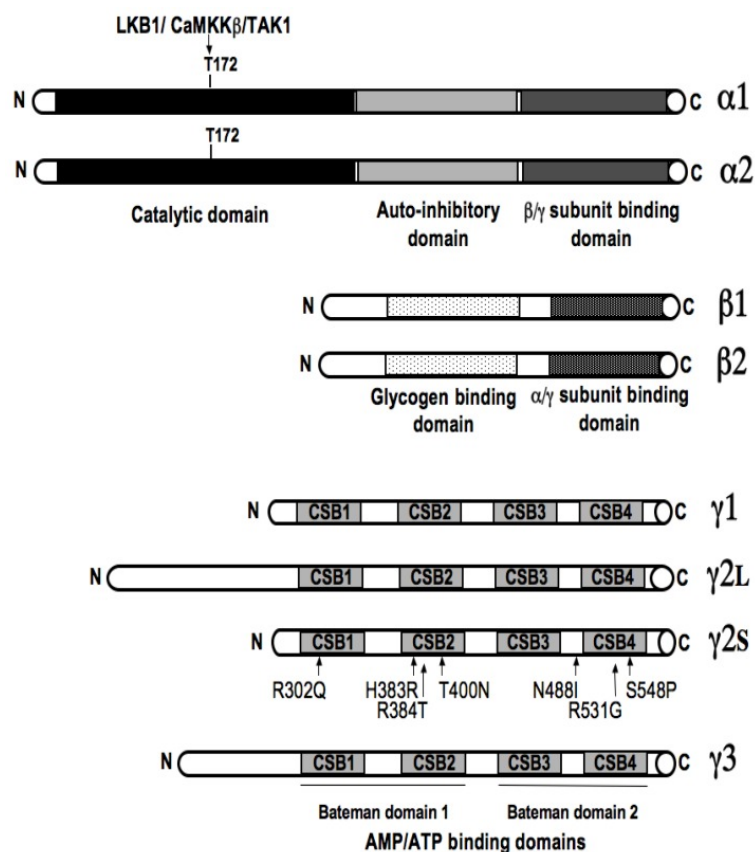 LKB1/ CaMKKβ/TAK1
T172
N C α1
T172
N C α2
Catalytic domain
Auto-inhibitory
domain
β/γ subunit binding
domain
N C β1
N C β2
Glycogen binding
domain
α/γ subunit binding
domain
N CSB1 CSB2 CSB3 CSB4 C γ1
N CSB1 CSB2 CSB3 CSB4 C γ2L
N CSB1 CSB2 CSB3 CSB4 C γ2S
R302Q H383R T400N N488I S548P
R384T R531G
N CSB1 CSB2 CSB3 CSB4 C γ3
Bateman domain 1 Bateman domain 2
AMP/ATP binding domains